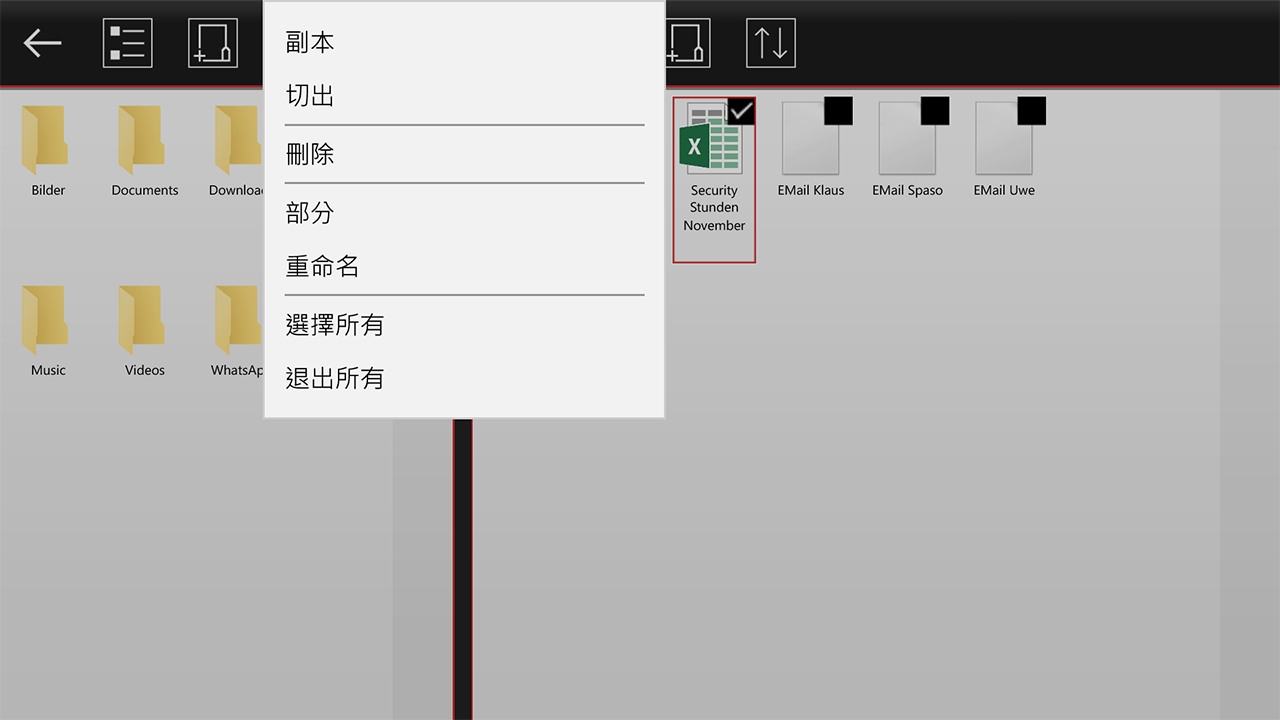 副本
切出
刪除
部分
重命名
選擇所有
退出所有
Bilder
Documents
Downloa
Music
Videos
WhatsAp
X
Security
Stunden
November
EMail Klaus
EMail Spaso
EMail Uwe